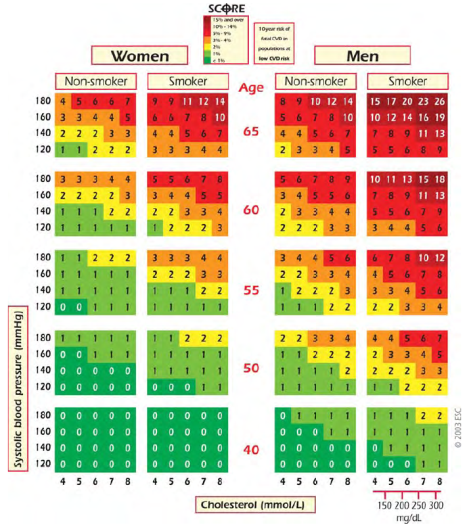 SCORE
15% and over
10% - 14%
5% - 9%
3% - 4%
2%
1%
< 1%
10 year risk of
fatal CVD in
populations at
low CVD risk
Women
Men
Non-smoker Smoker Age Non-smoker Smoker
180 4 5 6 6 7 9 9 11 12 14 8 9 10 12 14 15 17 20 23 26
160 3 3 4 4 5 6 6 7 8 10 5 6 7 8 10 10 12 14 16 19
140 2 2 2 3 3 4 4 5 6 7 4 4 5 6 7 7 8 9 11 13
120 1 1 2 2 2 3 3 3 4 4 2 3 3 4 5 5 5 6 8 9
65
180 3 3 3 4 4 5 5 6 7 8 5 6 7 8 9 10 11 13 15 18
160 2 2 2 2 3 3 4 4 5 5 3 4 5 5 6 7 8 9 11 13
140 1 1 1 2 2 2 2 3 3 4 2 3 3 4 4 5 5 6 7 9
120 1 1 1 1 1 1 2 2 2 3 2 2 2 3 3 3 4 4 5 6
60
180 1 1 2 2 2 3 3 3 4 4 3 4 4 5 6 6 7 8 10 12
160 1 1 1 1 1 2 2 2 3 3 2 2 3 3 4 4 5 6 7 8
140 1 1 1 1 1 1 1 1 2 2 1 2 2 2 3 3 3 4 5 6
120 0 0 1 1 1 1 1 1 1 1 1 1 1 2 2 2 2 3 3 4
55
180 1 1 1 1 1 1 1 2 2 2 2 2 3 3 4 4 4 5 6 7
160 0 0 1 1 1 1 1 1 1 1 1 1 2 2 2 2 3 3 4 5
140 0 0 0 0 0 1 1 1 1 1 1 1 1 1 2 2 2 2 3 3
120 0 0 0 0 0 0 0 0 1 1 1 1 1 1 1 1 1 2 2 2
50
180 0 0 0 0 0 0 0 0 0 0 0 1 1 1 1 1 1 1 2 2
160 0 0 0 0 0 0 0 0 0 0 0 0 1 1 1 1 1 1 1 1
140 0 0 0 0 0 0 0 0 0 0 0 0 0 0 0 0 1 1 1 1
120 0 0 0 0 0 0 0 0 0 0 0 0 0 0 0 0 0 0 1 1
40
4 5 6 7 8 4 5 6 7 8 4 5 6 7 8 4 5 6 7 8
Systolic blood pressure (mmHg)
Cholesterol (mmol/L)
150 200 250 300
mg/dL
© 2003 ESC